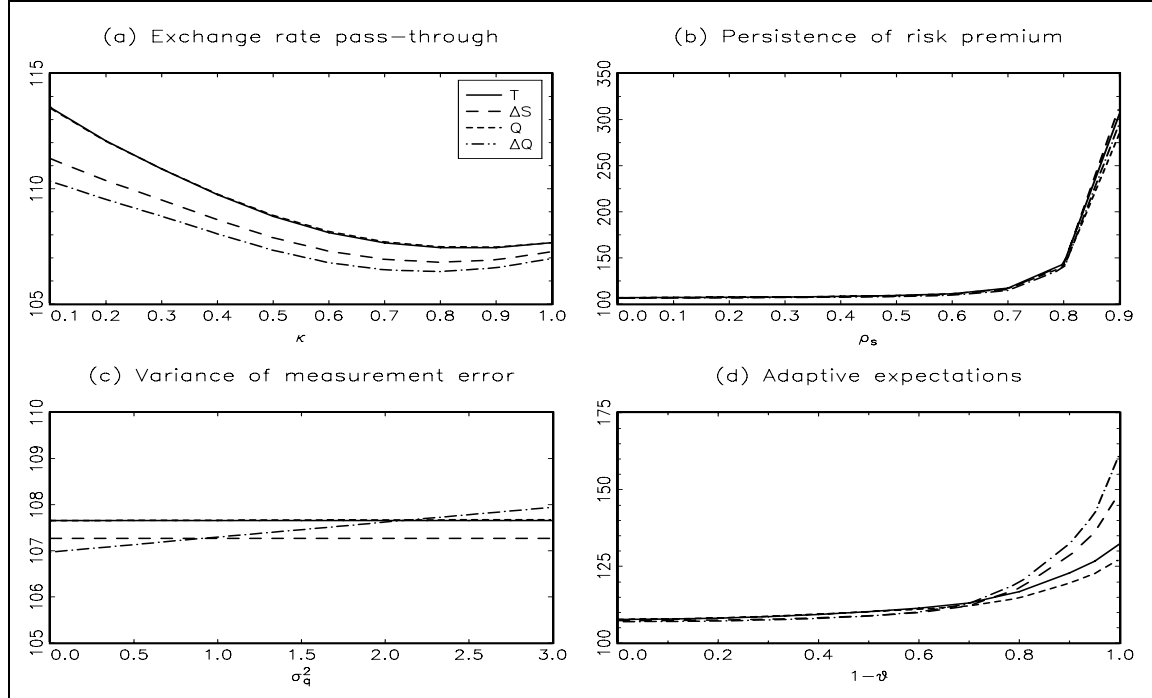 (a) Exchange rate pass−through
115
110
105
T
ΔS
Q
ΔQ
0.1 0.2 0.3 0.4 0.5 0.6 0.7 0.8 0.9 1.0
κ
(b) Persistence of risk premium
350
300
250
200
150
100
0.0 0.1 0.2 0.3 0.4 0.5 0.6 0.7 0.8 0.9
ρs
(c) Variance of measurement error
110
109
108
107
106
105
0.0 0.5 1.0 1.5 2.0 2.5 3.0
σ²q
(d) Adaptive expectations
175
150
125
100
0.0 0.2 0.4 0.6 0.8 1.0
1−ϑ